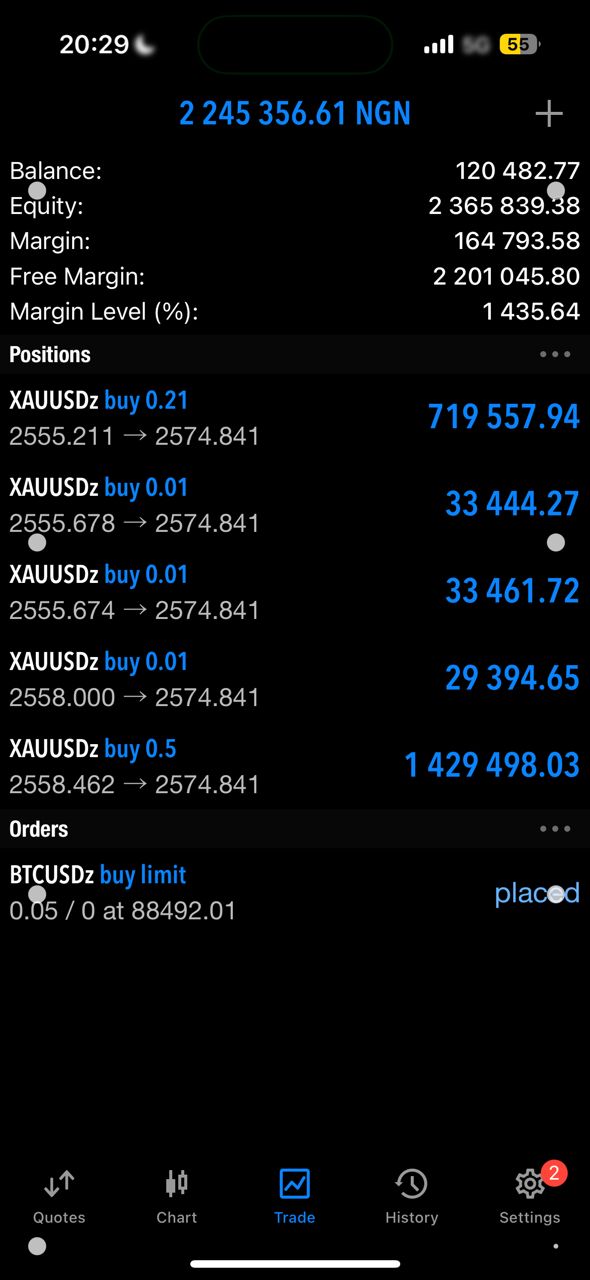 20:29
5G 55
2 245 356.61 NGN
Balance: 120 482.77
Equity: 2 365 839.38
Margin: 164 793.58
Free Margin: 2 201 045.80
Margin Level (%): 1 435.64
Positions
XAUUSDz buy 0.21
719 557.94
2555.211 → 2574.841
XAUUSDz buy 0.01
33 444.27
2555.678 → 2574.841
XAUUSDz buy 0.01
33 461.72
2555.674 → 2574.841
XAUUSDz buy 0.01
29 394.65
2558.000 → 2574.841
XAUUSDz buy 0.5
1 429 498.03
2558.462 → 2574.841
Orders
BTCUSDz buy limit
placed
0.05 / 0 at 88492.01
2
Quotes Chart Trade History Settings